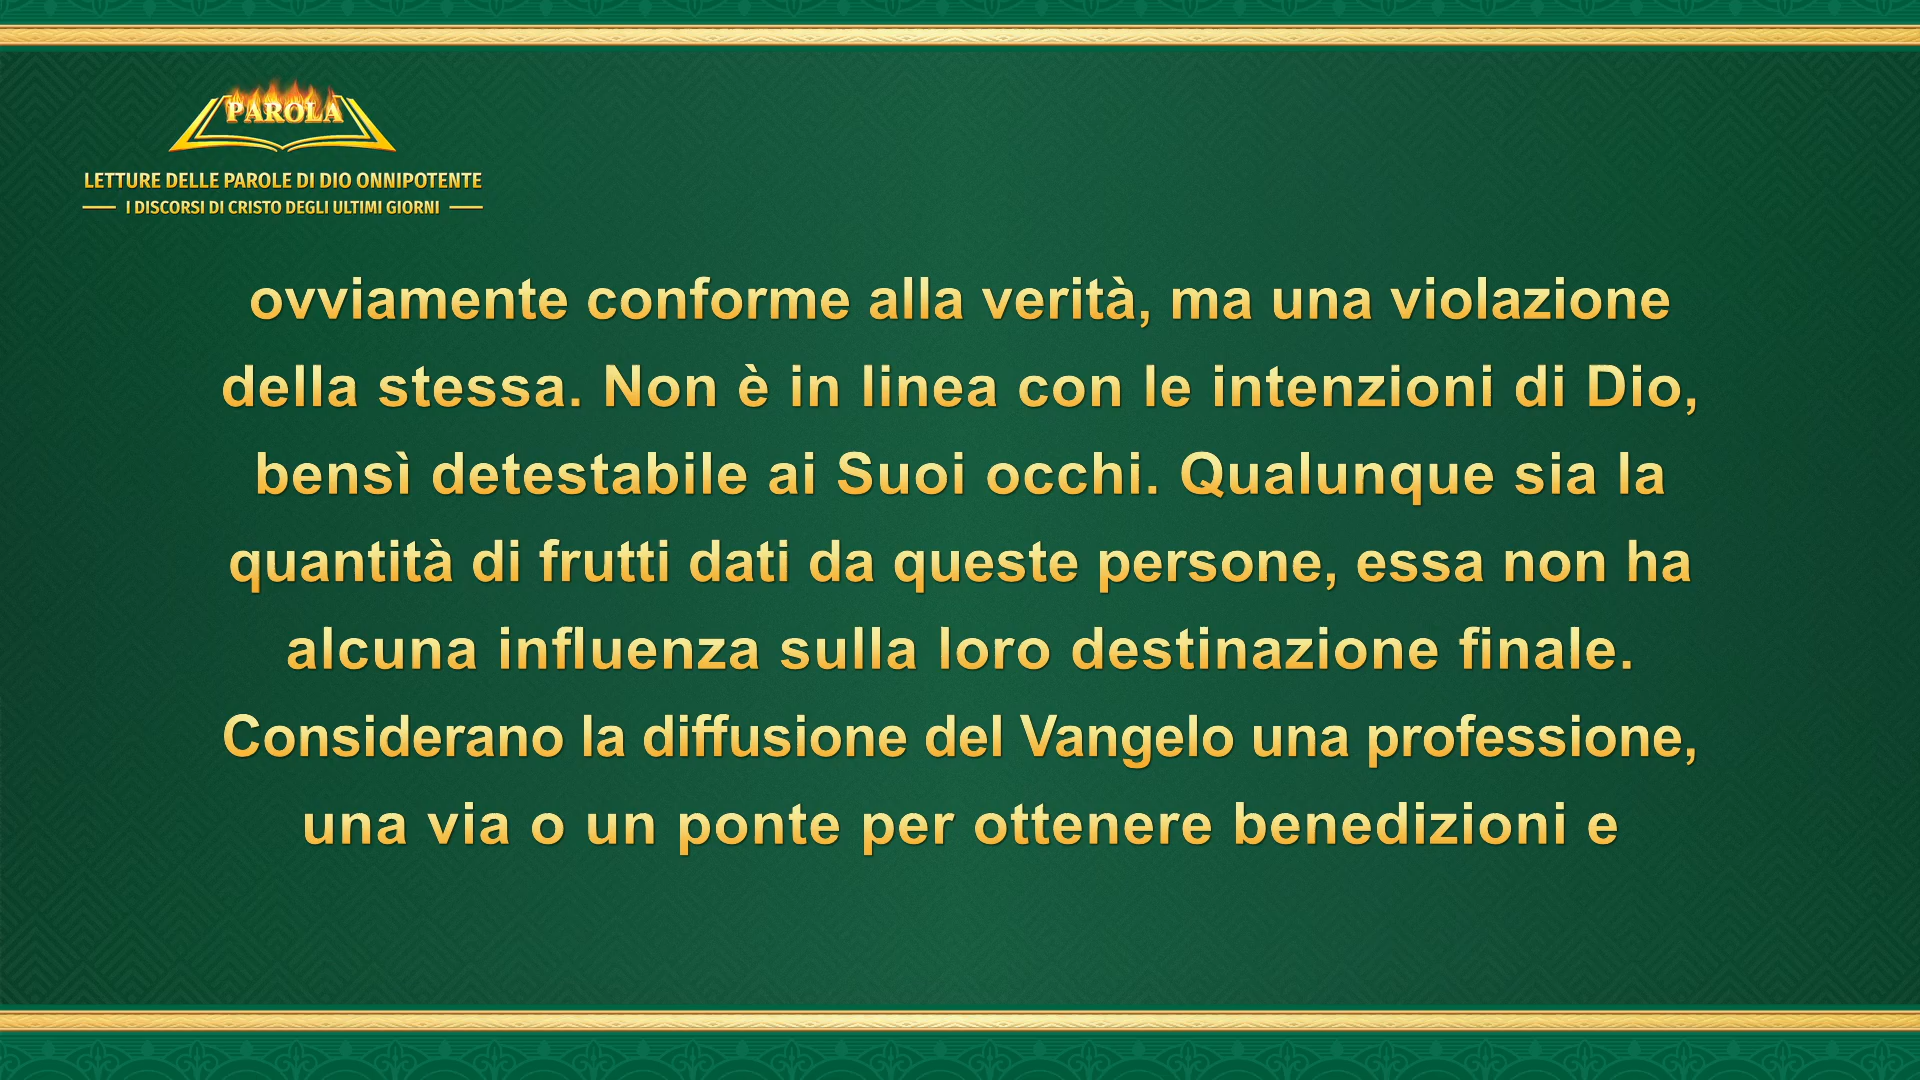 PAROLA
LETTURE DELLE PAROLE DI DIO ONNIPOTENTE
I DISCORSI DI CRISTO DEGLI ULTIMI GIORNI
ovviamente conforme alla verità, ma una violazione
della stessa. Non è in linea con le intenzioni di Dio,
bensì detestabile ai Suoi occhi. Qualunque sia la
quantità di frutti dati da queste persone, essa non ha
alcuna influenza sulla loro destinazione finale.
Considerano la diffusione del Vangelo una professione,
una via o un ponte per ottenere benedizioni e